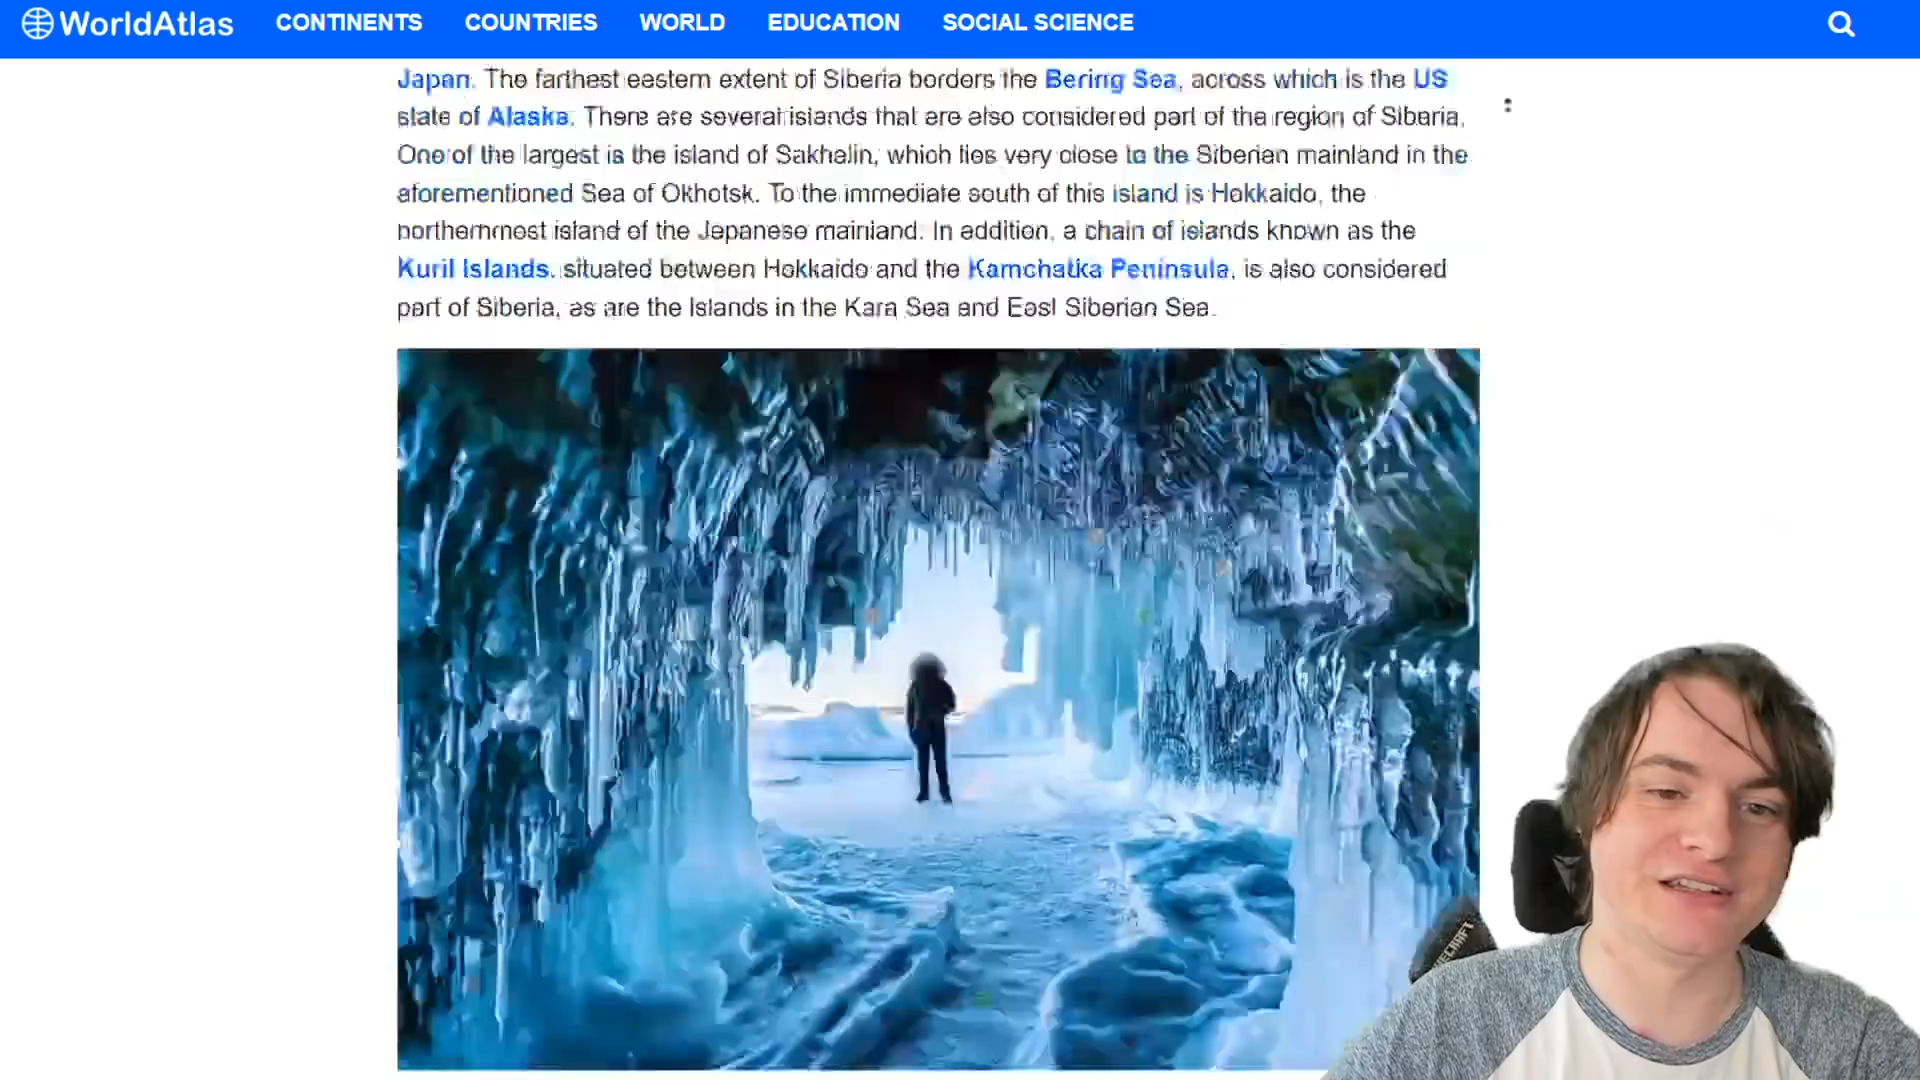 WorldAtlas CONTINENTS COUNTRIES WORLD EDUCATION SOCIAL SCIENCE
Japan. The farthest eastern extent of Siberia borders the Bering Sea, across which is the US
state of Alaska. There are several islands that are also considered part of the region of Siberia.
One of the largest is the island of Sakhalin, which lies very close to the Siberian mainland in the
aforementioned Sea of Okhotsk. To the immediate south of this island is Hokkaido, the
northernmost island of the Japanese mainland. In addition, a chain of islands known as the
Kuril Islands, situated between Hokkaido and the Kamchatka Peninsula, is also considered
part of Siberia, as are the Islands in the Kara Sea and East Siberian Sea.